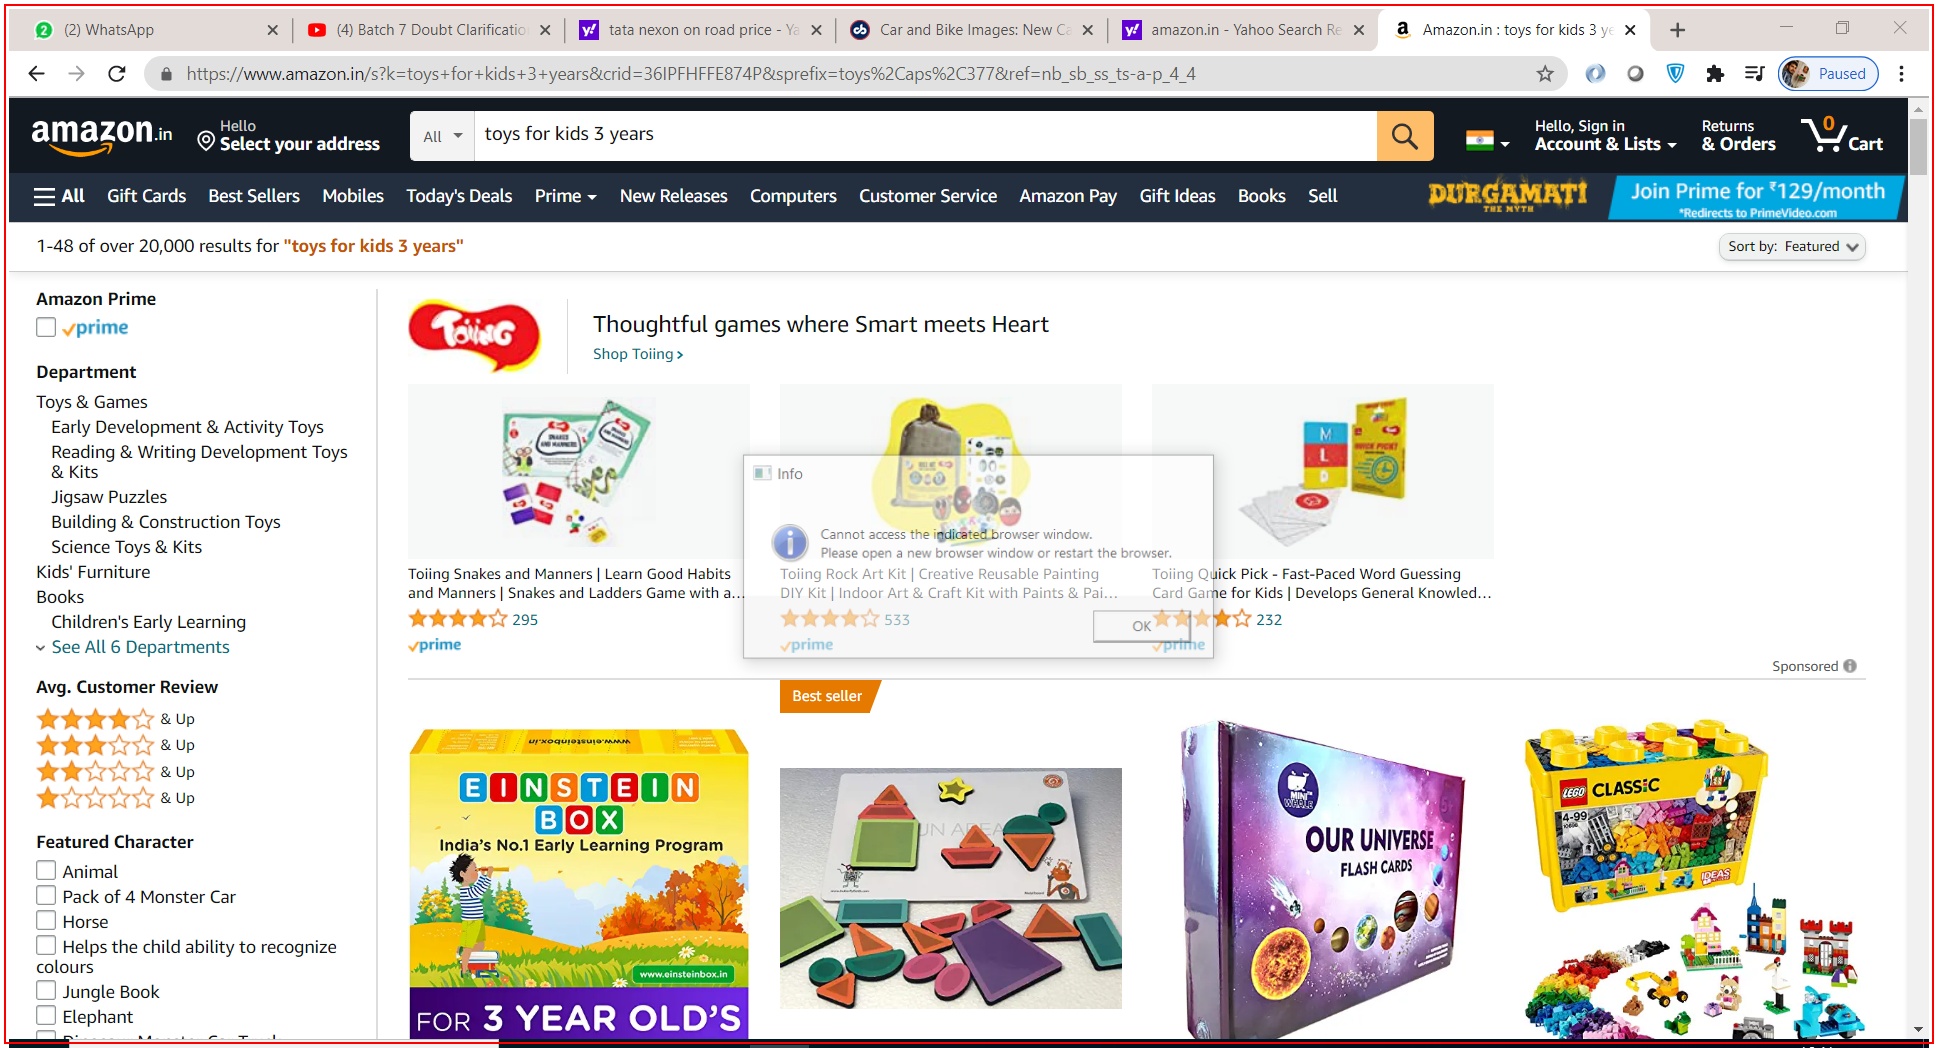 (2) WhatsApp
(4) Batch 7 Doubt Clarificatio
tata nexon on road price - Ya
Car and Bike Images: New Ca
amazon.in - Yahoo Search Re
Amazon.in : toys for kids 3 ye
https://www.amazon.in/s?k=toys+for+kids+3+years&crid=36IPFHFFE874P&sprefix=toys%2Caps%2C377&ref=nb_sb_ss_ts-a-p_4_4
Paused
amazon.in
Hello
Select your address
All
toys for kids 3 years
Hello, Sign in
Account & Lists
Returns
& Orders
0
Cart
All
Gift Cards
Best Sellers
Mobiles
Today's Deals
Prime
New Releases
Computers
Customer Service
Amazon Pay
Gift Ideas
Books
Sell
DURGAMATI
THE MYTH
Join Prime for ₹129/month
*Redirects to PrimeVideo.com
1-48 of over 20,000 results for "toys for kids 3 years"
Sort by: Featured
Amazon Prime
prime
Department
Toys & Games
Early Development & Activity Toys
Reading & Writing Development Toys
& Kits
Jigsaw Puzzles
Building & Construction Toys
Science Toys & Kits
Kids' Furniture
Books
Children's Early Learning
See All 6 Departments
Avg. Customer Review
& Up
& Up
& Up
& Up
Featured Character
Animal
Pack of 4 Monster Car
Horse
Helps the child ability to recognize
colours
Jungle Book
Elephant
Toiing
Thoughtful games where Smart meets Heart
Shop Toiing ›
SNAKES
AND MANNERS
M
L
D
QUICK PICK!
Info
Cannot access the indicated browser window.
Please open a new browser window or restart the browser.
OK
Toiing Snakes and Manners | Learn Good Habits
and Manners | Snakes and Ladders Game with a...
295
prime
Toiing Rock Art Kit | Creative Reusable Painting
DIY Kit | Indoor Art & Craft Kit with Paints & Pai...
533
prime
Toiing Quick Pick - Fast-Paced Word Guessing
Card Game for Kids | Develops General Knowled...
232
prime
Sponsored
Best seller
www.einsteinbox.in
EINSTEIN
BOX
India's No.1 Early Learning Program
www.einsteinbox.in
FOR 3 YEAR OLD'S
FUN AREA
MINI
WHALE
OUR UNIVERSE
FLASH CARDS
LEGO CLASSIC
4-99
10696
IDEAS